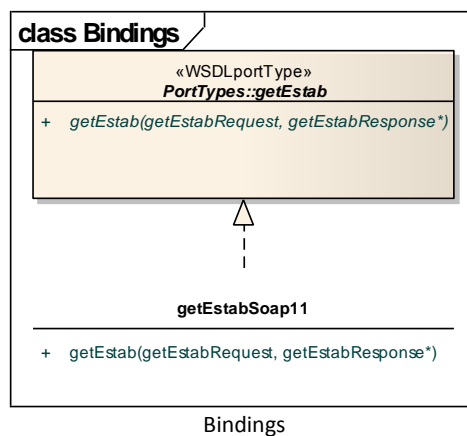 class Bindings
«WSDLportType»
PortTypes::getEstab
+ getEstab(getEstabRequest, getEstabResponse*)
getEstabSoap11
+ getEstab(getEstabRequest, getEstabResponse*)
Bindings